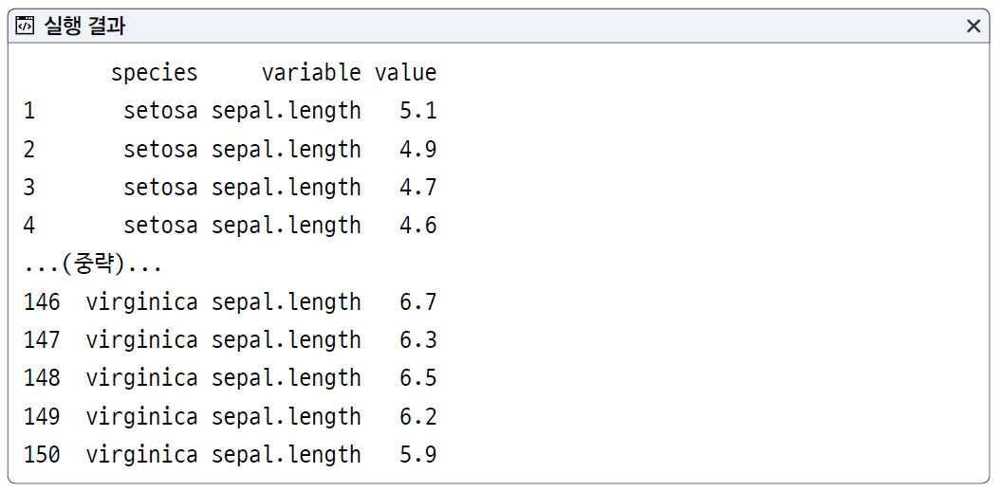 실행 결과
species variable value
1 setosa sepal.length 5.1
2 setosa sepal.length 4.9
3 setosa sepal.length 4.7
4 setosa sepal.length 4.6
...(중략)...
146 virginica sepal.length 6.7
147 virginica sepal.length 6.3
148 virginica sepal.length 6.5
149 virginica sepal.length 6.2
150 virginica sepal.length 5.9